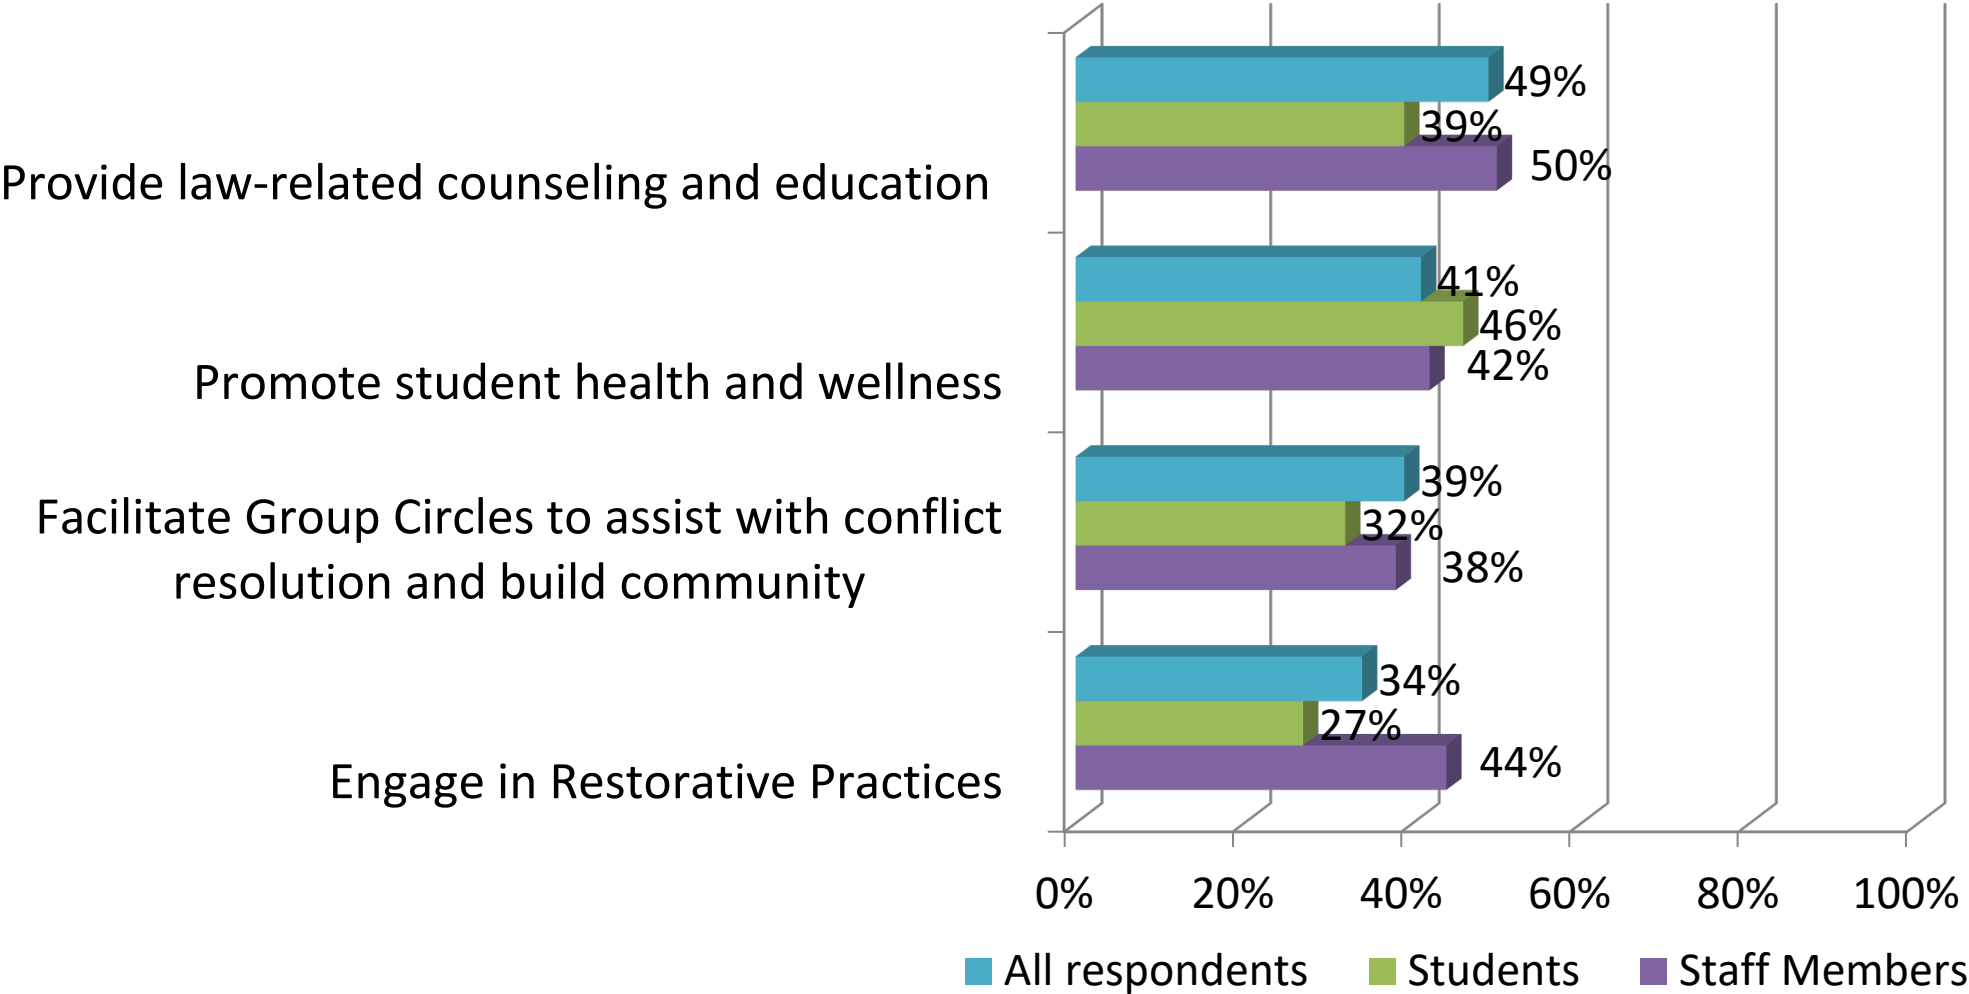 49%
39%
Provide law-related counseling and education
50%
41%
46%
Promote student health and wellness
42%
39%
Facilitate Group Circles to assist with conflict
resolution and build community
32%
38%
34%
27%
Engage in Restorative Practices
44%
0% 20% 40% 60% 80% 100%
All respondents Students Staff Members